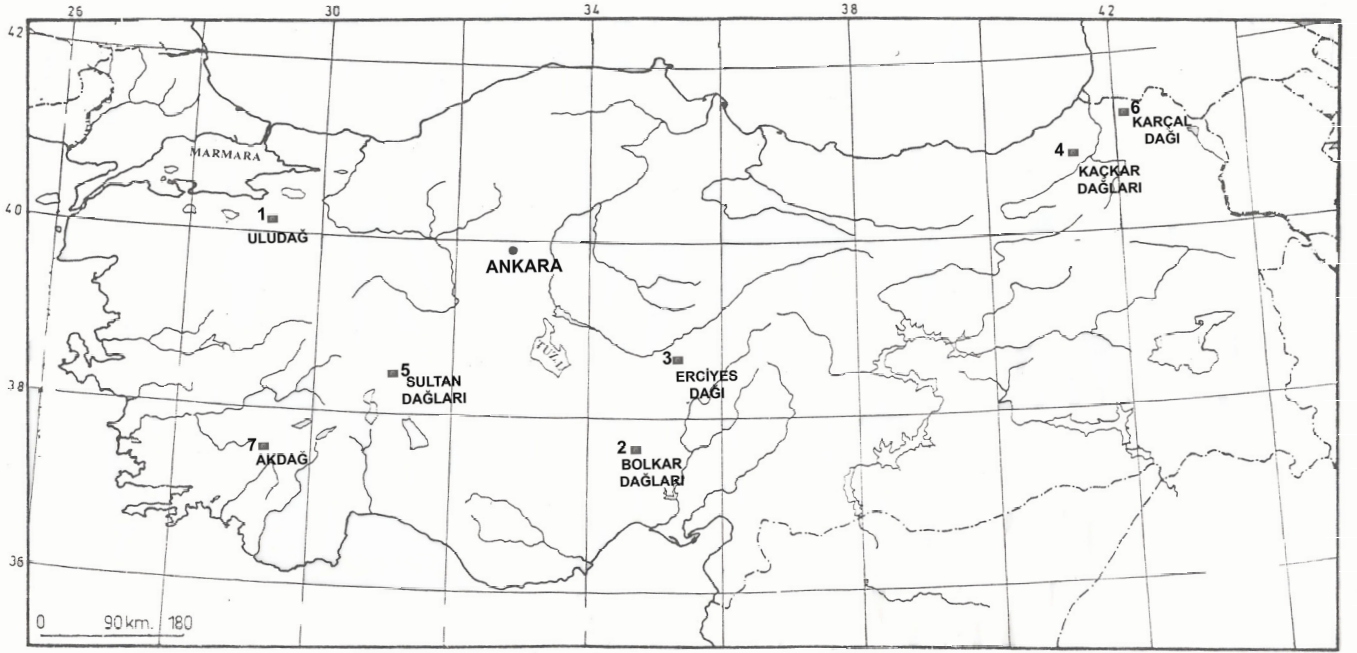 26 30 34 38 42
42
6
KARÇAL
DAĞI
MARMARA
4
KAÇKAR
DAĞLARI
40
1
ULUDAĞ
ANKARA
TUZ.G
3
ERCİYES
DAĞI
5
SULTAN
DAĞLARI
38
7
AKDAĞ
2
BOLKAR
DAĞLARI
36
0 90 km. 180